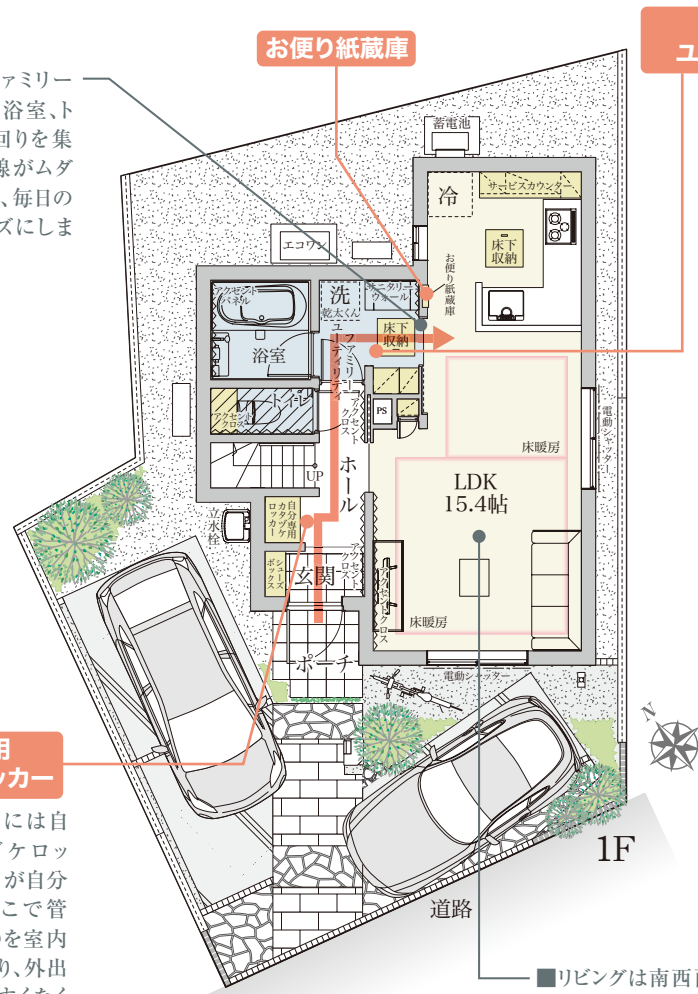 お便り紙蔵庫
ユ
ァミリー
浴室、ト
回りを集
線がムダ
、毎日の
ズにしま
蓄電池
冷
サービスカウンター
床下
収納
お便り紙蔵庫
エコワン
アクセント
パネル
浴室
洗
乾太くん
サニタリー
ウォール
床下
収納
ファミリー
ユーティリティ
トイレ
アクセント
クロス
アクセント
クロス
PS
床暖房
電動シャッター
UP
ホール
LDK
15.4帖
立水栓
自分専用
カタヅケ
ロッカー
シューズ
ボックス
玄関
アクセント
クロス
アクセントクロス
床暖房
ポーチ
電動シャッター
N
用
ッカー
には自
ヅケロッ
が自分
こで管
のを室内
り、外出
すくなく
1F
道路
■リビングは南西